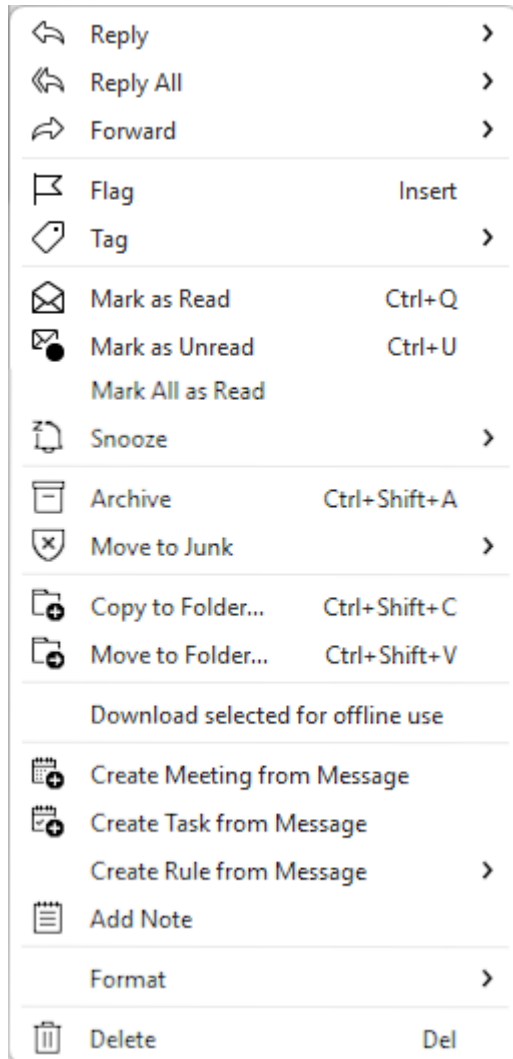 Reply
Reply All
Forward
Flag Insert
Tag
Mark as Read Ctrl+Q
Mark as Unread Ctrl+U
Mark All as Read
Snooze
Archive Ctrl+Shift+A
Move to Junk
Copy to Folder... Ctrl+Shift+C
Move to Folder... Ctrl+Shift+V
Download selected for offline use
Create Meeting from Message
Create Task from Message
Create Rule from Message
Add Note
Format
Delete Del